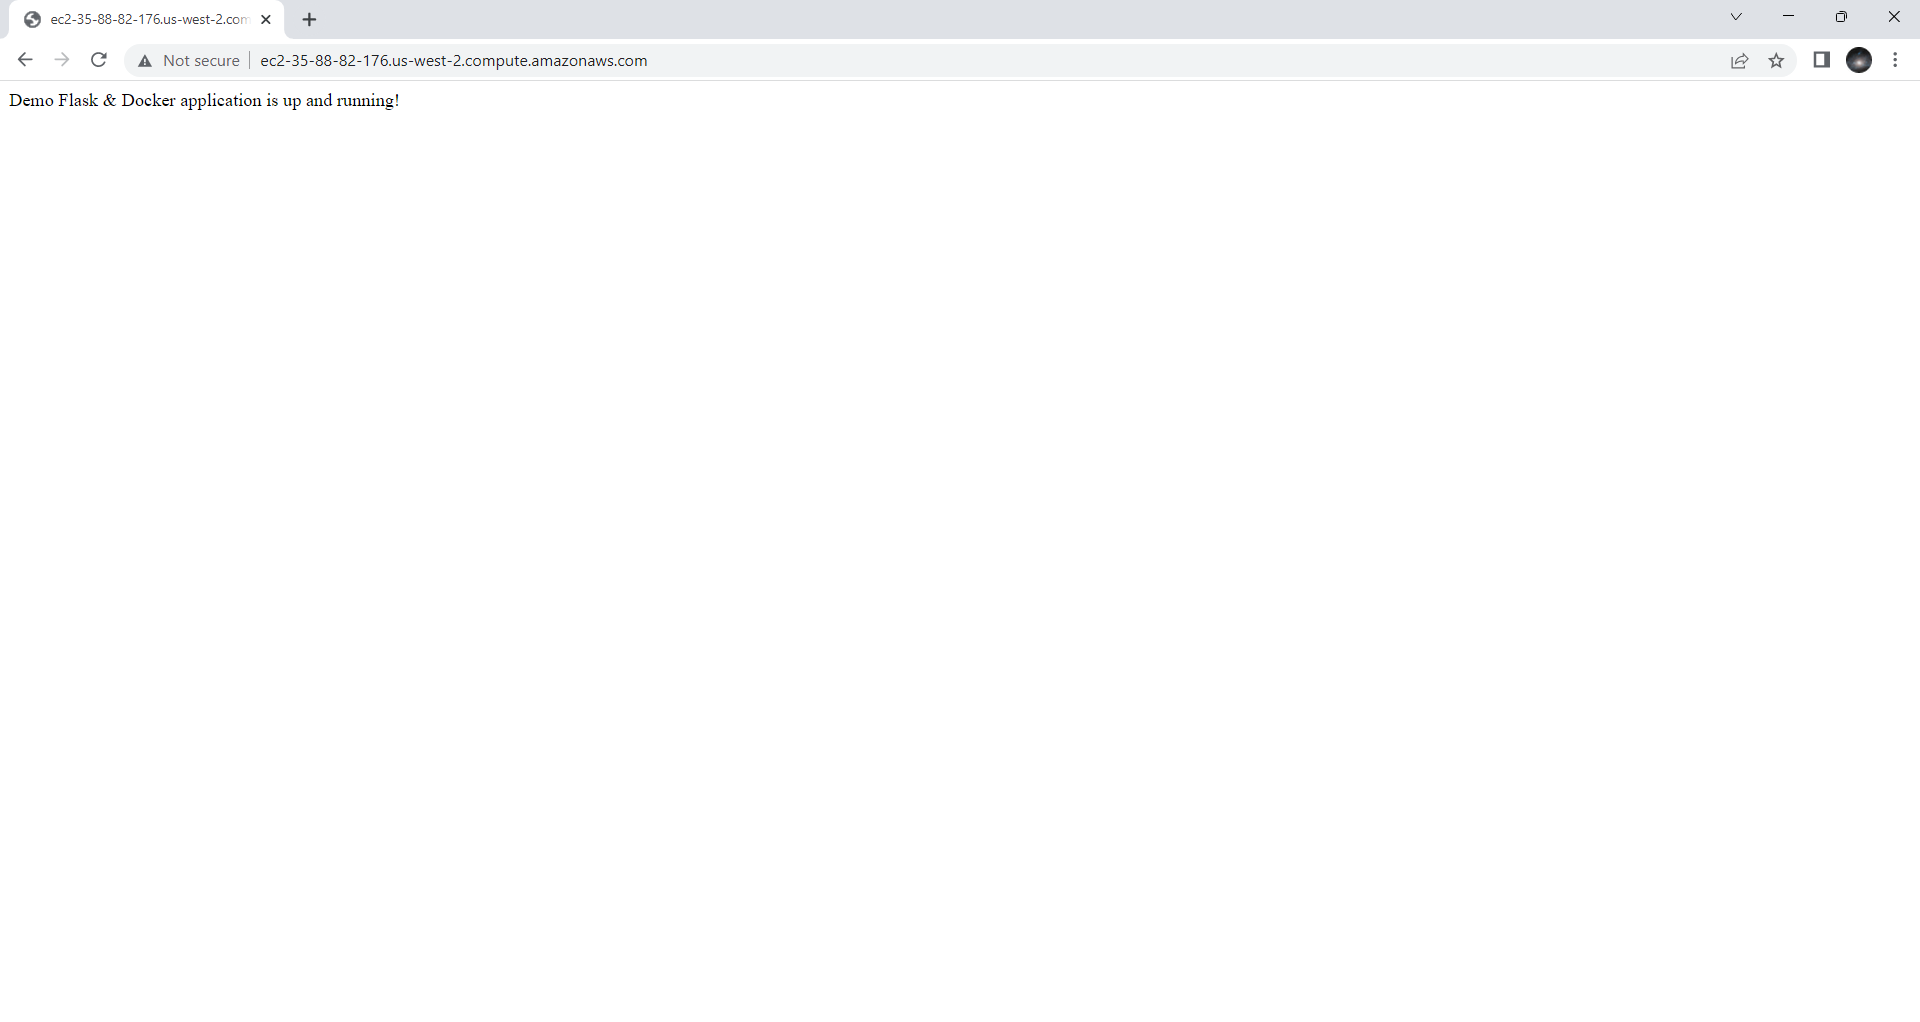 ec2-35-88-82-176.us-west-2.com
Not secure
ec2-35-88-82-176.us-west-2.compute.amazonaws.com
Demo Flask & Docker application is up and running!